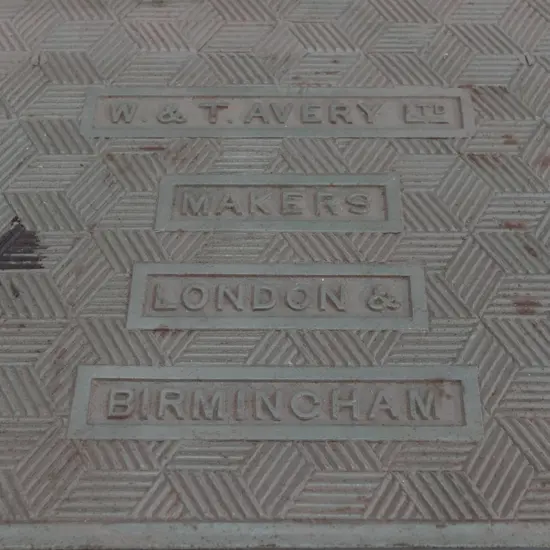 W. & T. AVERY LTD
MAKERS
LONDON &
BIRMINGHAM